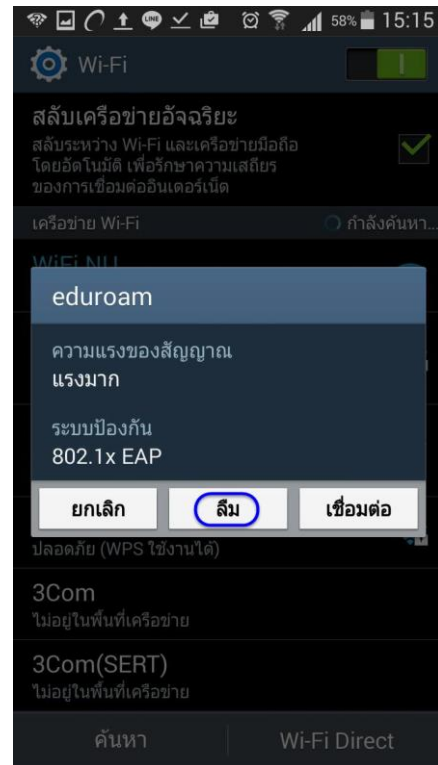 58% 15:15
Wi-Fi
สลับเครือข่ายอัจฉริยะ
สลับระหว่าง Wi-Fi และเครือข่ายมือถือ
โดยอัตโนมัติ เพื่อรักษาความเสถียร
ของการเชื่อมต่ออินเตอร์เน็ต
เครือข่าย Wi-Fi กำลังค้นหา...
WiFi NU
eduroam
ความแรงของสัญญาณ
แรงมาก
ระบบป้องกัน
802.1x EAP
ยกเลิก ลืม เชื่อมต่อ
ปลอดภัย (WPS ใช้งานได้)
3Com
ไม่อยู่ในพื้นที่เครือข่าย
3Com(SERT)
ไม่อยู่ในพื้นที่เครือข่าย
ค้นหา Wi-Fi Direct